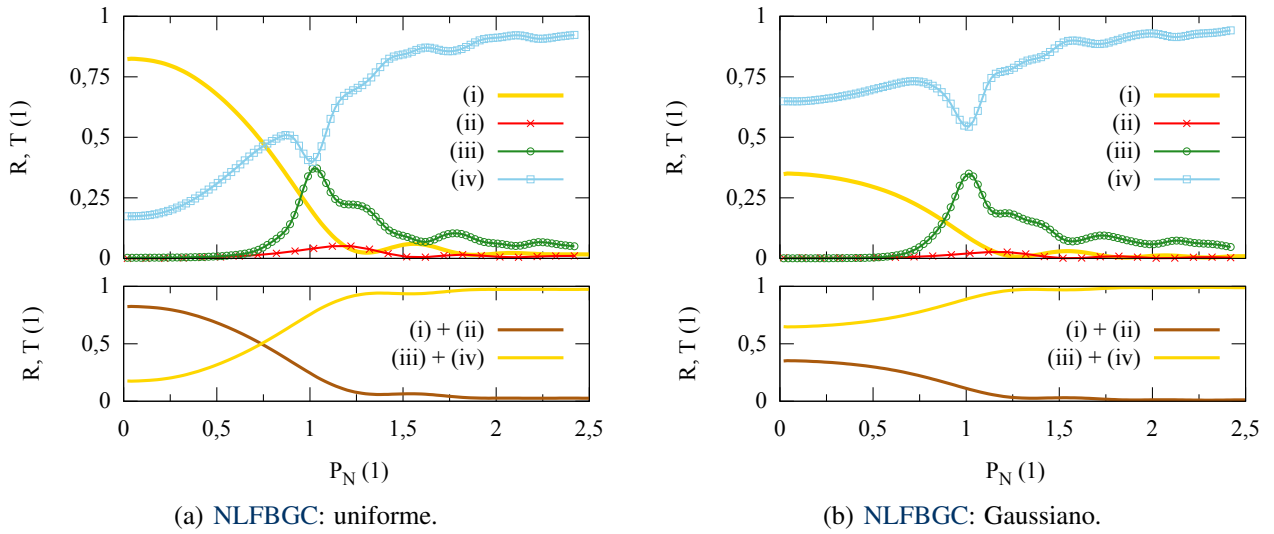 R, T (1)
1
0,75
0,5
0,25
0
(i)
(ii)
(iii)
(iv)
R, T (1)
1
0,5
0
(i) + (ii)
(iii) + (iv)
0 0,5 1 1,5 2 2,5
P_N (1)
(a) NLFBGC: uniforme.
R, T (1)
1
0,75
0,5
0,25
0
(i)
(ii)
(iii)
(iv)
R, T (1)
1
0,5
0
(i) + (ii)
(iii) + (iv)
0 0,5 1 1,5 2 2,5
P_N (1)
(b) NLFBGC: Gaussiano.